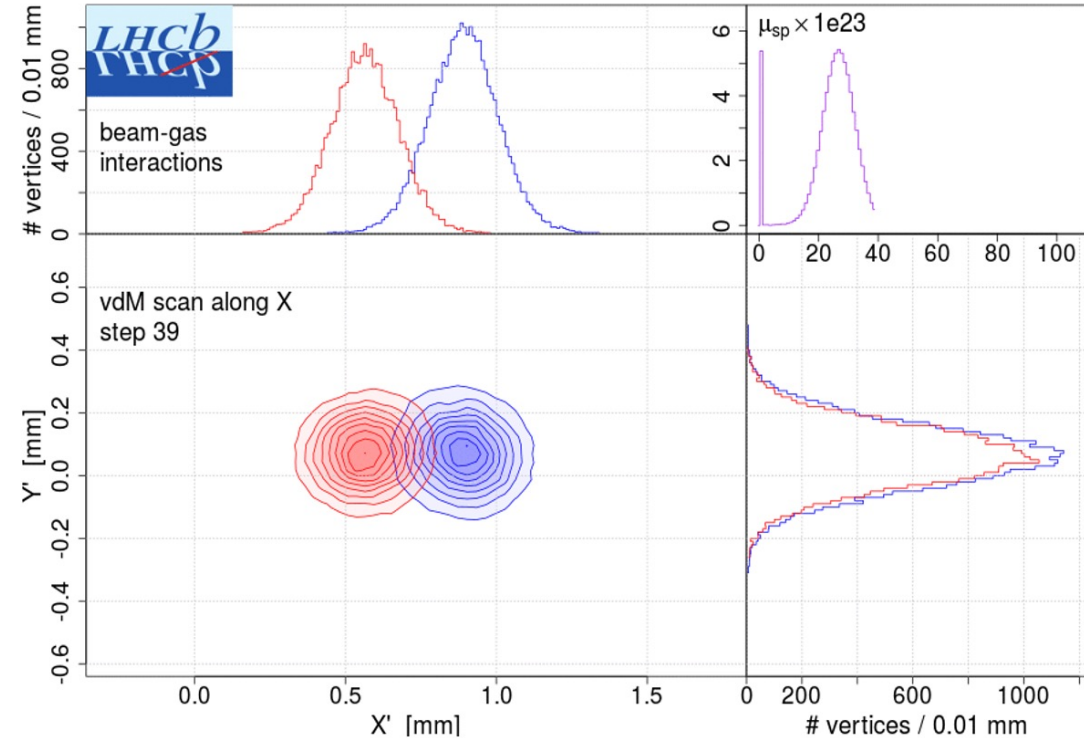 LHCb
LHCb
beam-gas
interactions
# vertices / 0.01 mm
0
400
800
μsp × 1e23
0
2
4
6
0 20 40 60 80 100
vdM scan along X
step 39
Y' [mm]
-0.6
-0.4
-0.2
0.0
0.2
0.4
0.6
0.0 0.5 1.0 1.5
X' [mm]
0 200 600 1000
# vertices / 0.01 mm